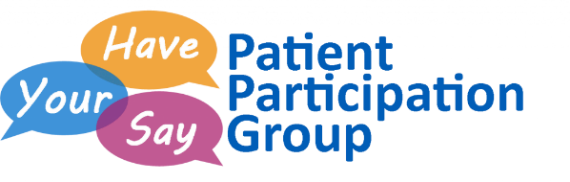 Have
Your
Say
Patient
Participation
Group